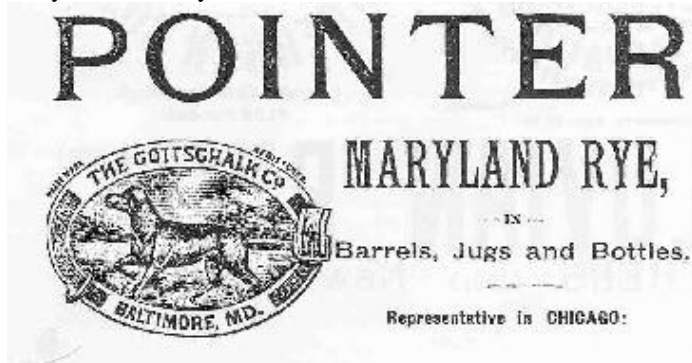 POINTER
THE GOTTSCHALK CO
BALTIMORE, MD.
MARYLAND RYE,
IN
Barrels, Jugs and Bottles.
Representative in CHICAGO: